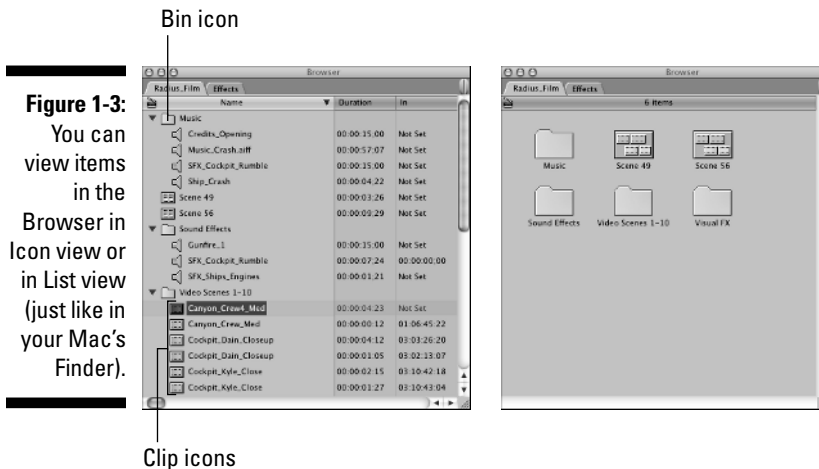 Bin icon
Figure 1-3:
You can
view items
in the
Browser in
Icon view or
in List view
(just like in
your Mac's
Finder).
Browser
Radius_Film Effects
Name Duration In
Music
Credits_Opening 00:00:15;00 Not Set
Music_Crash.aiff 00:00:57:07 Not Set
SFX_Cockpit_Rumble 00:00:15;00 Not Set
Ship_Crash 00:00:04;22 Not Set
Scene 49 00:00:03;26 Not Set
Scene 56 00:00:09;29 Not Set
Sound Effects
Gunfire_1 00:00:15;00 Not Set
SFX_Cockpit_Rumble 00:00:07;24 00:00:00;00
SFX_Ships_Engines 00:00:01;21 Not Set
Video Scenes 1-10
Canyon_Crew4_Med 00:00:04:23 Not Set
Canyon_Crew_Med 00:00:00:12 01:06:45:22
Cockpit_Dain_Closeup 00:00:04:12 03:03:26:20
Cockpit_Dain_Closeup 00:00:01:05 03:02:13:07
Cockpit_Kyle_Close 00:00:02:15 03:10:42:18
Cockpit_Kyle_Close 00:00:01:27 03:10:43:04
Clip icons
Browser
Radius_Film Effects
6 items
Music Scene 49 Scene 56
Sound Effects Video Scenes 1-10 Visual FX